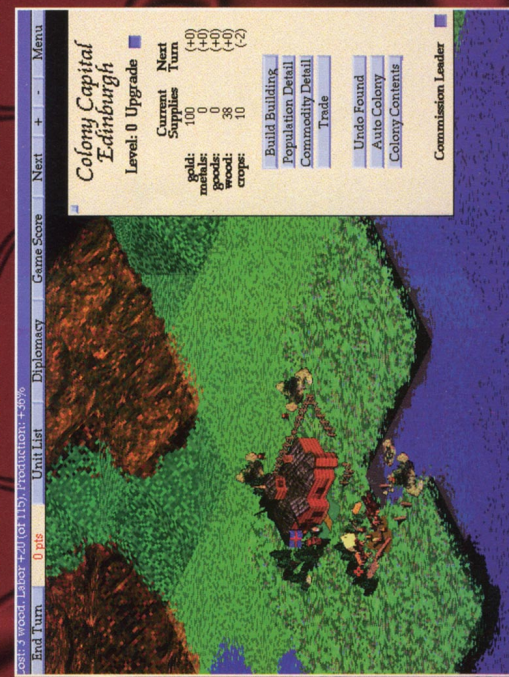 ost: 3 wood. Labor +20 (of 115). Production: +36%
End Turn 0 pts Unit List Diplomacy Game Score Next + - Menu
Colony Capital
Edinburgh
Level: 0 Upgrade
Current Supplies Next Turn
gold: 100 (+0)
metals: 0 (+0)
goods: 0 (+0)
wood: 38 (+0)
crops: 10 (-2)
Build Building
Population Detail
Commodity Detail
Trade
Undo Found
Auto Colony
Colony Contents
Commission Leader